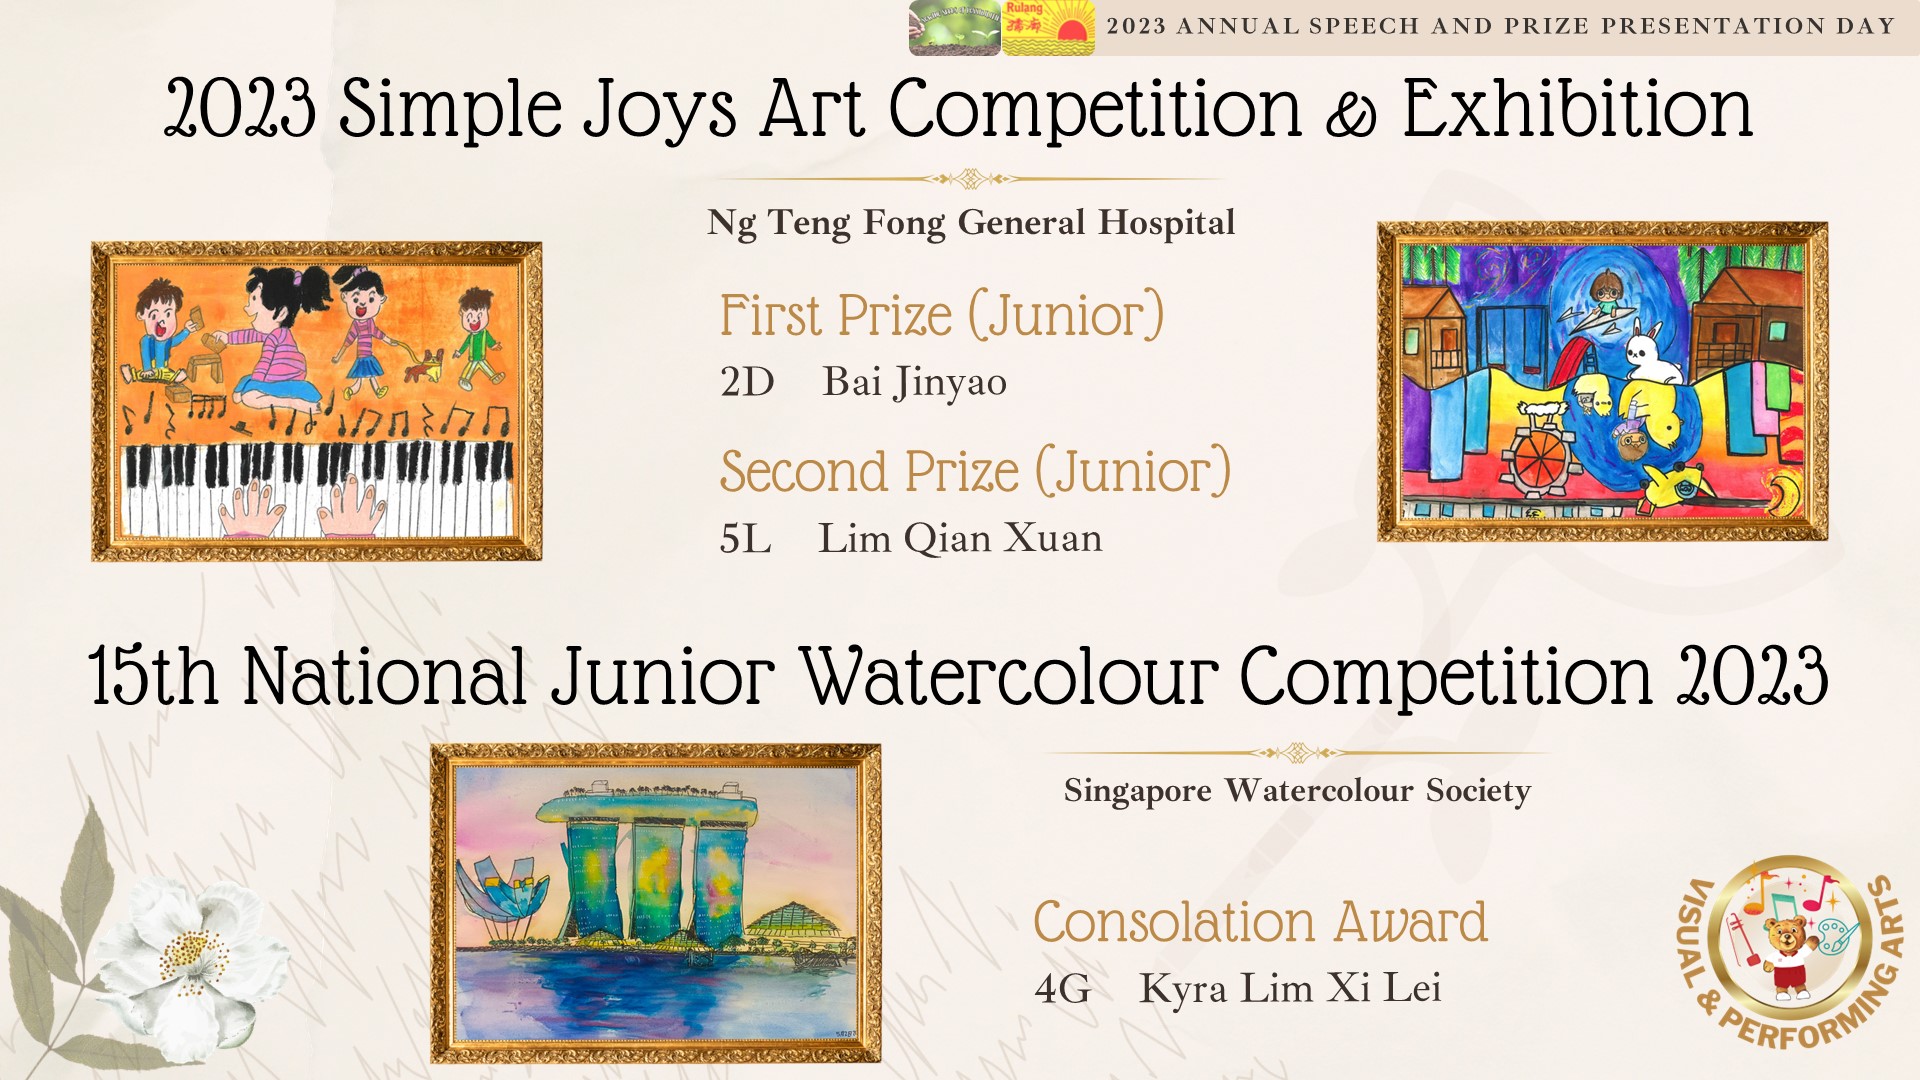 Rulang
2023 ANNUAL SPEECH AND PRIZE PRESENTATION DAY
2023 Simple Joys Art Competition & Exhibition
Ng Teng Fong General Hospital
First Prize (Junior)
2D Bai Jinyao
Second Prize (Junior)
5L Lim Qian Xuan
15th National Junior Watercolour Competition 2023
Singapore Watercolour Society
Consolation Award
4G Kyra Lim Xi Lei
VISUAL & PERFORMING ARTS